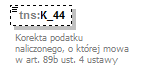 tns:K_44
Korekta podatku
naliczonego, o której mowa
w art. 89b ust. 4 ustawy